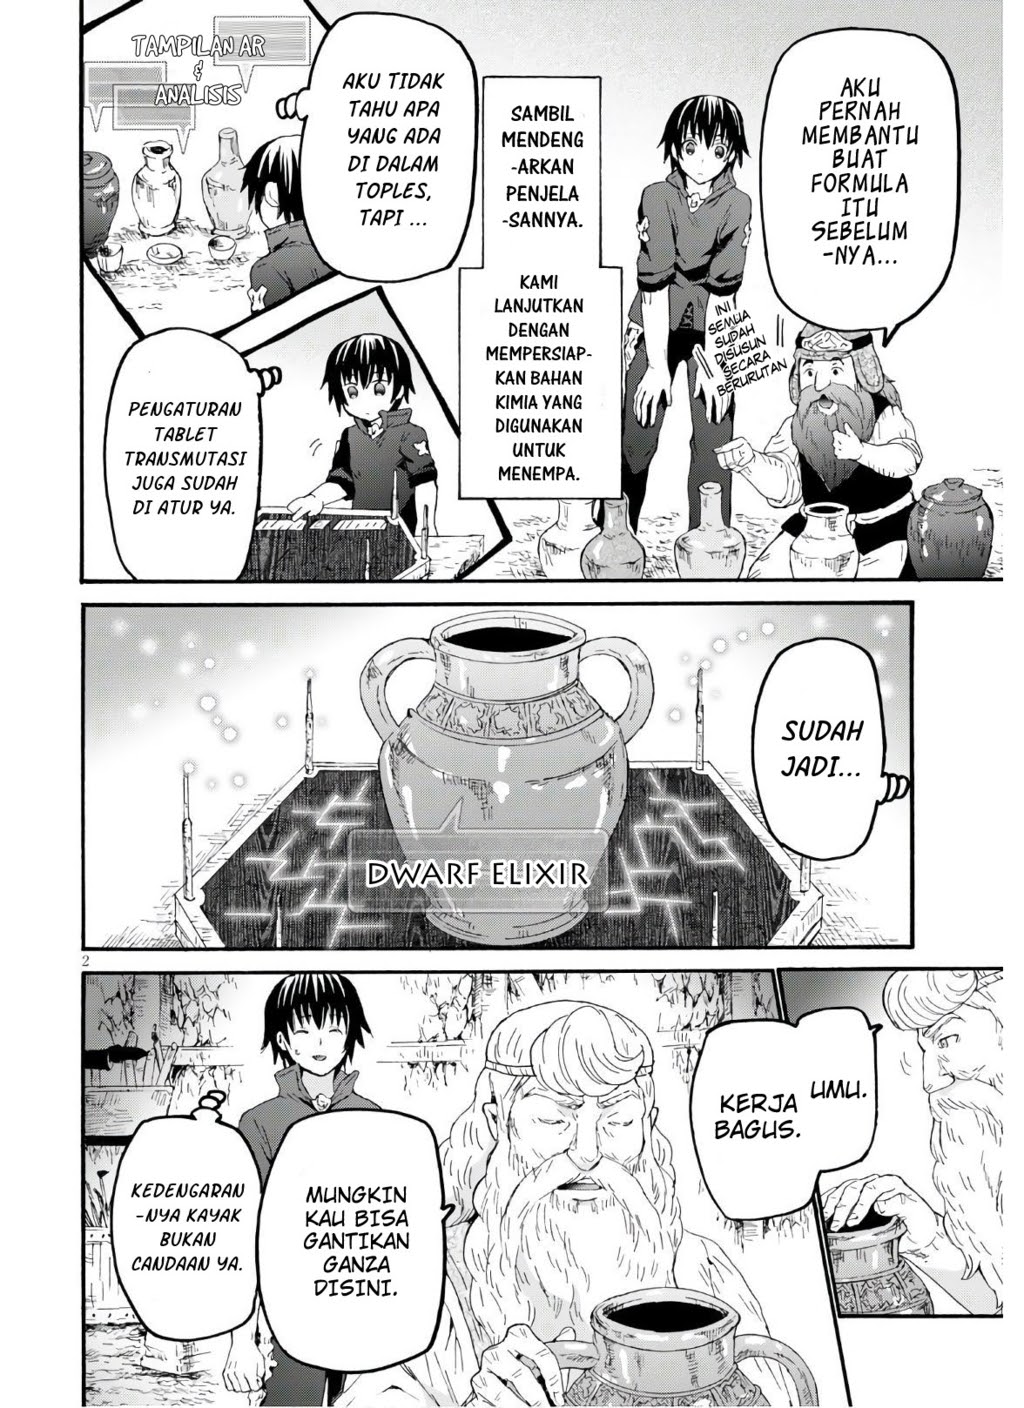 AKU
PERNAH
MEMBANTU
BUAT
FORMULA
ITU
SEBELUM
-NYA...
INI
SEMUA
SUDAH
DISUSUN
SECARA
BERURUTAN
SAMBIL
MENDENG
-ARKAN
PENJELA
-SANNYA.
KAMI
LANJUTKAN
DENGAN
MEMPERSIAP-
KAN BAHAN
KIMIA YANG
DIGUNAKAN
UNTUK
MENEMPA.
AKU TIDAK
TAHU APA
YANG ADA
DI DALAM
TOPLES,
TAPI ...
TAMPILAN AR
&
ANALISIS
PENGATURAN
TABLET
TRANSMUTASI
JUGA SUDAH
DI ATUR YA.
SUDAH
JADI...
DWARF ELIXIR
2
UMU.
KERJA
BAGUS.
MUNGKIN
KAU BISA
GANTIKAN
GANZA
DISINI.
KEDENGARAN
-NYA KAYAK
BUKAN
CANDAAN YA.